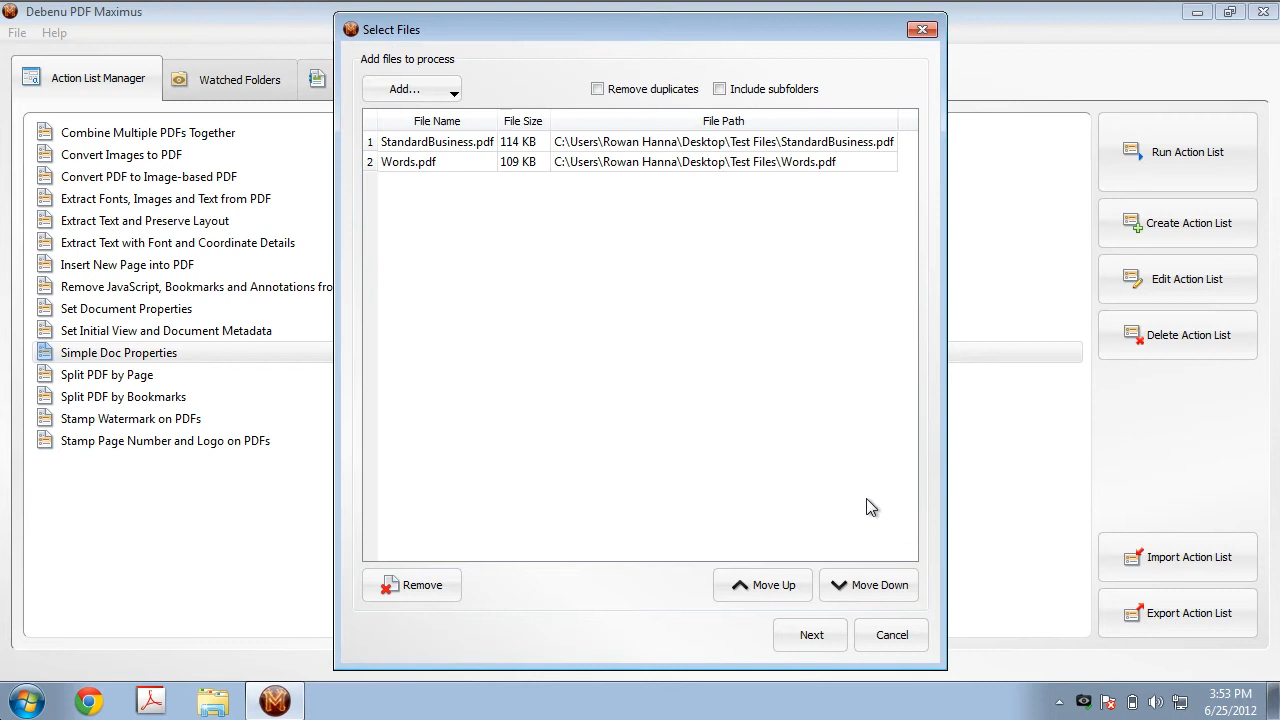 Debenu PDF Maximus
File Help
Action List Manager
Watched Folders
Combine Multiple PDFs Together
Convert Images to PDF
Convert PDF to Image-based PDF
Extract Fonts, Images and Text from PDF
Extract Text and Preserve Layout
Extract Text with Font and Coordinate Details
Insert New Page into PDF
Remove JavaScript, Bookmarks and Annotations fro
Set Document Properties
Set Initial View and Document Metadata
Simple Doc Properties
Split PDF by Page
Split PDF by Bookmarks
Stamp Watermark on PDFs
Stamp Page Number and Logo on PDFs
Select Files
Add files to process
Add...
Remove duplicates
Include subfolders
File Name File Size File Path
1 StandardBusiness.pdf 114 KB C:\Users\Rowan Hanna\Desktop\Test Files\StandardBusiness.pdf
2 Words.pdf 109 KB C:\Users\Rowan Hanna\Desktop\Test Files\Words.pdf
Remove
Move Up
Move Down
Next
Cancel
Run Action List
Create Action List
Edit Action List
Delete Action List
Import Action List
Export Action List
3:53 PM
6/25/2012